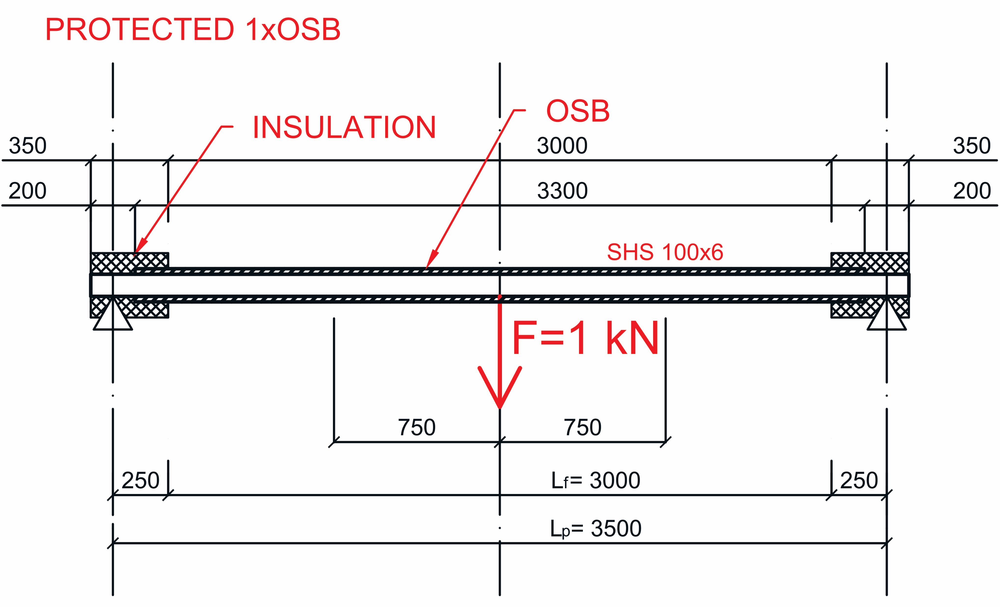 PROTECTED 1xOSB
OSB
INSULATION
350 3000 350
200 3300 200
SHS 100x6
F=1 kN
750 750
250 Lf= 3000 250
Lp= 3500